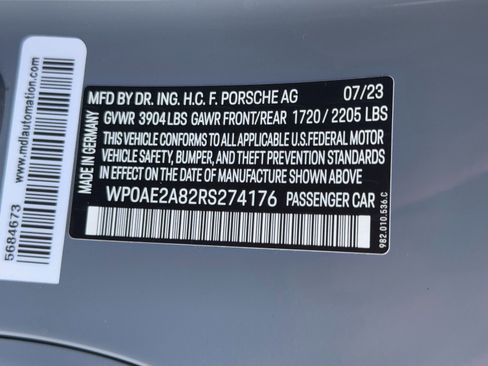 MFD BY DR. ING. H.C. F. PORSCHE AG 07/23
GVWR 3904 LBS GAWR FRONT/REAR 1720 / 2205 LBS
THIS VEHICLE CONFORMS TO ALL APPLICABLE U.S. FEDERAL MOTOR
VEHICLE SAFETY, BUMPER, AND THEFT PREVENTION STANDARDS
IN EFFECT ON THE DATE OF MANUFACTURE SHOWN ABOVE
WP0AE2A82RS274176 PASSENGER CAR
MADE IN GERMANY
982.010.536.C
www.mdlautomation.com
5684673